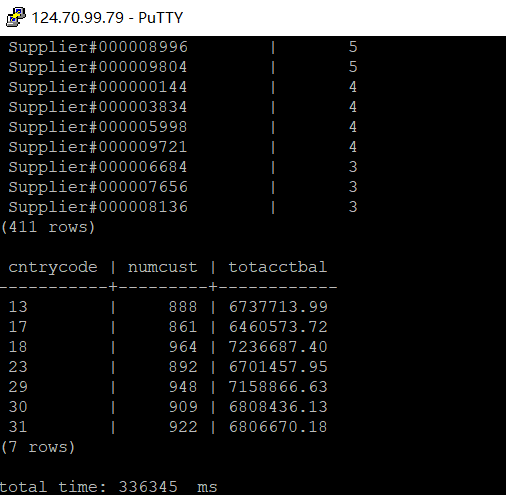 124.70.99.79 - PuTTY
Supplier#000008996 | 5
Supplier#000009804 | 5
Supplier#000000144 | 4
Supplier#000003834 | 4
Supplier#000005998 | 4
Supplier#000009721 | 4
Supplier#000006684 | 3
Supplier#000007656 | 3
Supplier#000008136 | 3
(411 rows)
cntrycode | numcust | totacctbal
-----------+---------+------------
13 | 888 | 6737713.99
17 | 861 | 6460573.72
18 | 964 | 7236687.40
23 | 892 | 6701457.95
29 | 948 | 7158866.63
30 | 909 | 6808436.13
31 | 922 | 6806670.18
(7 rows)
total time: 336345 ms